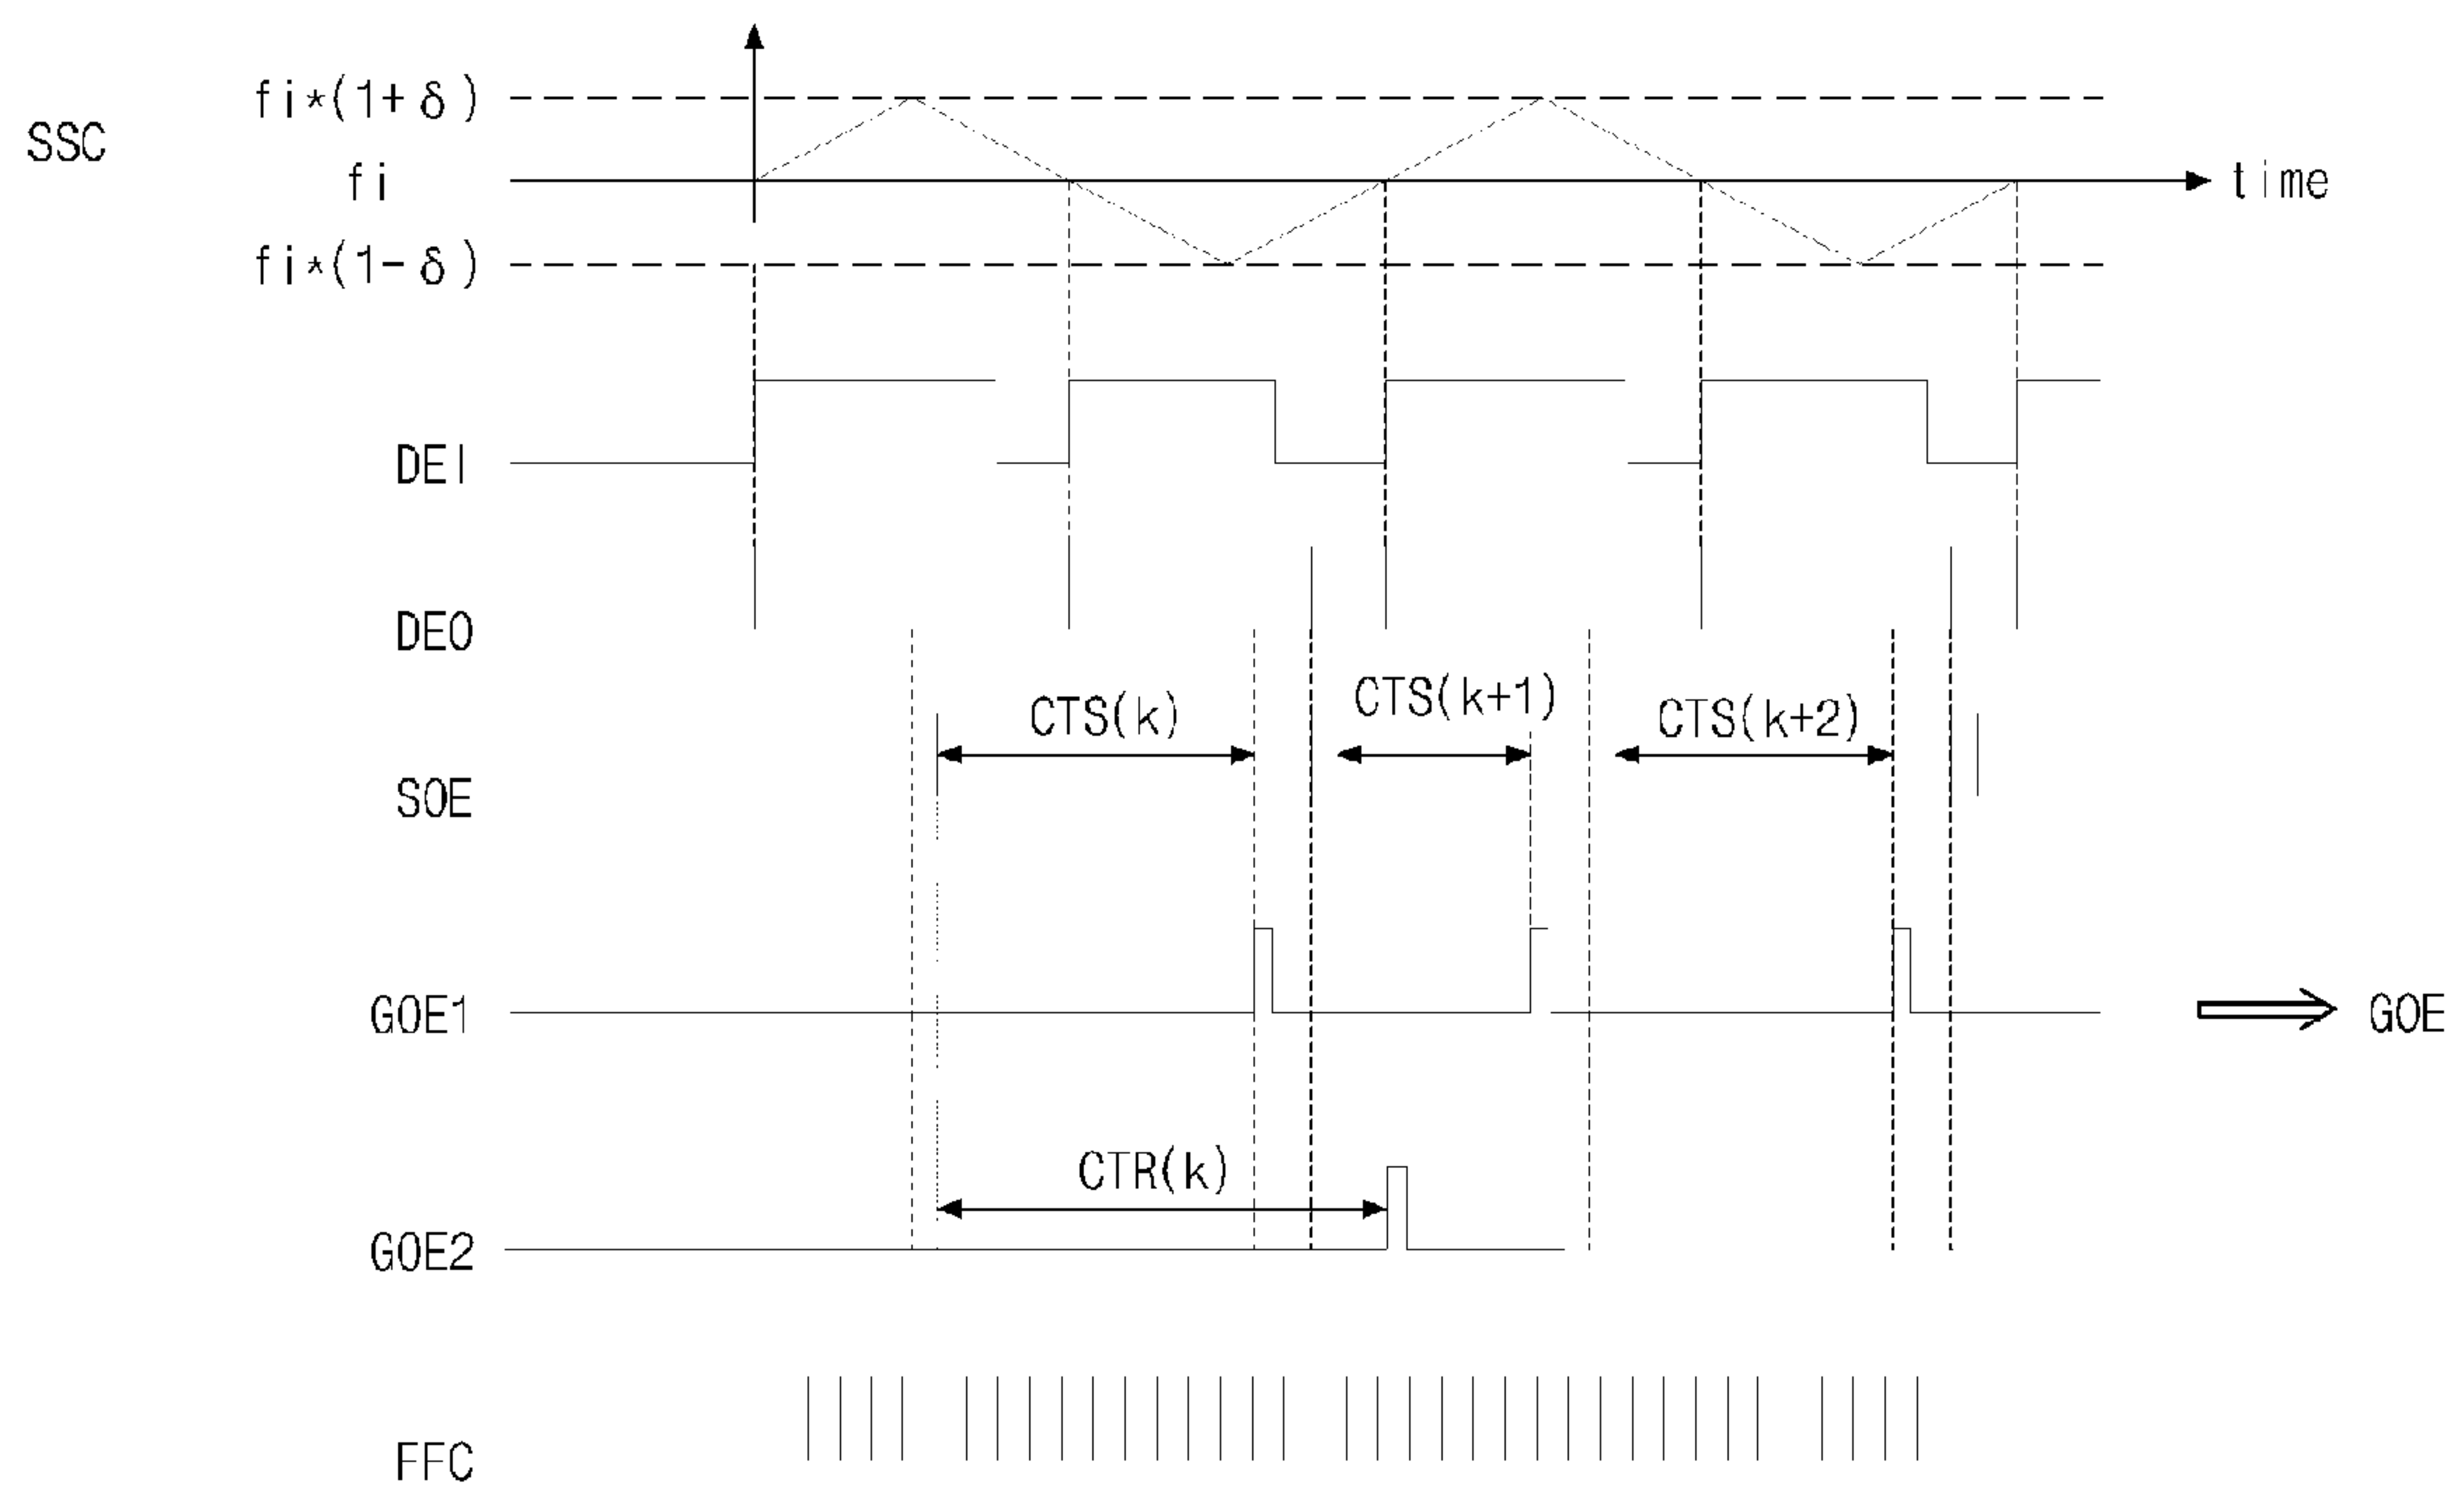 fi*(1+δ)
SSC
fi
time
fi*(1-δ)
DEI
DEO
CTS(k)
CTS(k+1)
CTS(k+2)
SOE
GOE1
GOE
CTR(k)
GOE2
FFC